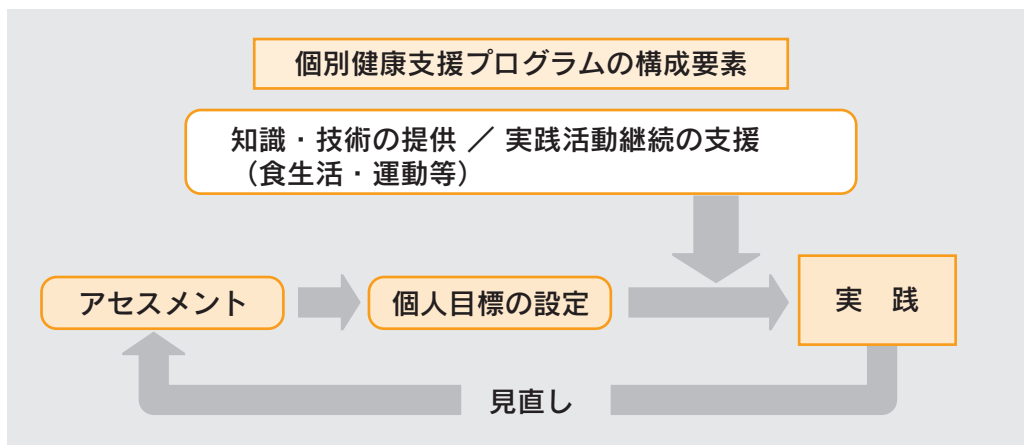 個別健康支援プログラムの構成要素
知識・技術の提供 ／ 実践活動継続の支援
（食生活・運動等）
アセスメント
個人目標の設定
実　践
見直し